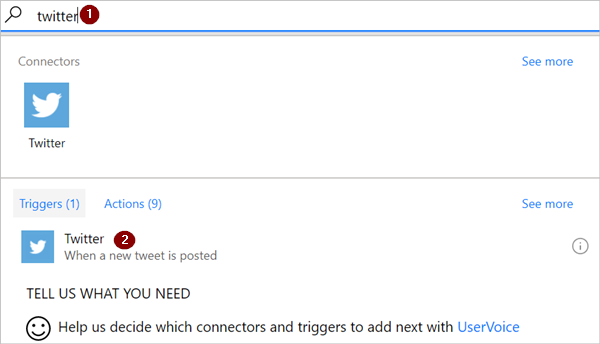 twitter 1
Connectors See more
Twitter
Triggers (1) Actions (9) See more
Twitter 2
When a new tweet is posted
TELL US WHAT YOU NEED
Help us decide which connectors and triggers to add next with UserVoice